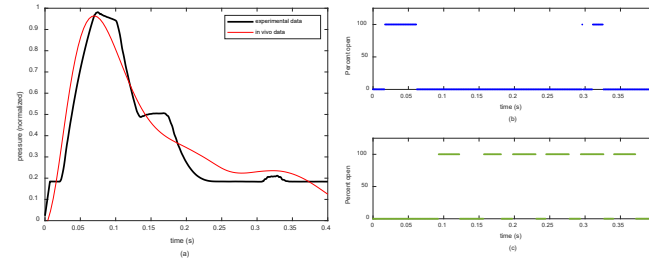 1
0.9
0.8
0.7
0.6
0.5
0.4
0.3
0.2
0.1
0
pressure (normalized)
experimental data
in vivo data
0 0.05 0.1 0.15 0.2 0.25 0.3 0.35 0.4
time (s)
(a)
100
50
0
Percent open
0 0.05 0.1 0.15 0.2 0.25 0.3 0.35
time (s)
(b)
100
50
0
Percent open
0 0.05 0.1 0.15 0.2 0.25 0.3 0.35
time (s)
(c)